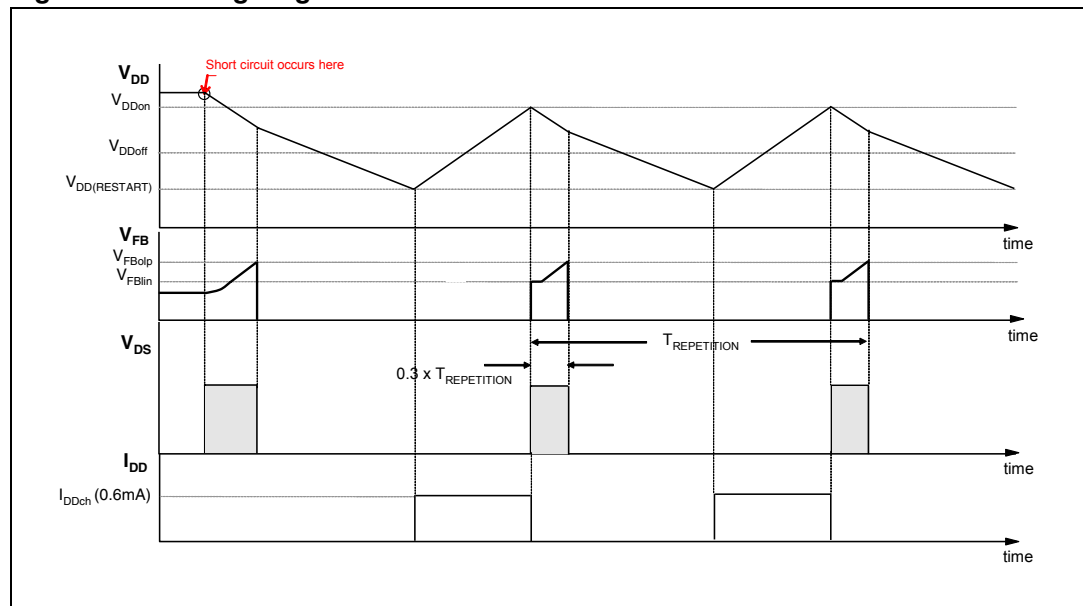 Short circuit occurs here
VDD
VDDon
VDDoff
VDD(RESTART)
time
VFB
VFBolp
VFBlin
time
VDS
TREPETITION
0.3 x TREPETITION
time
IDD
IDDch (0.6mA)
time